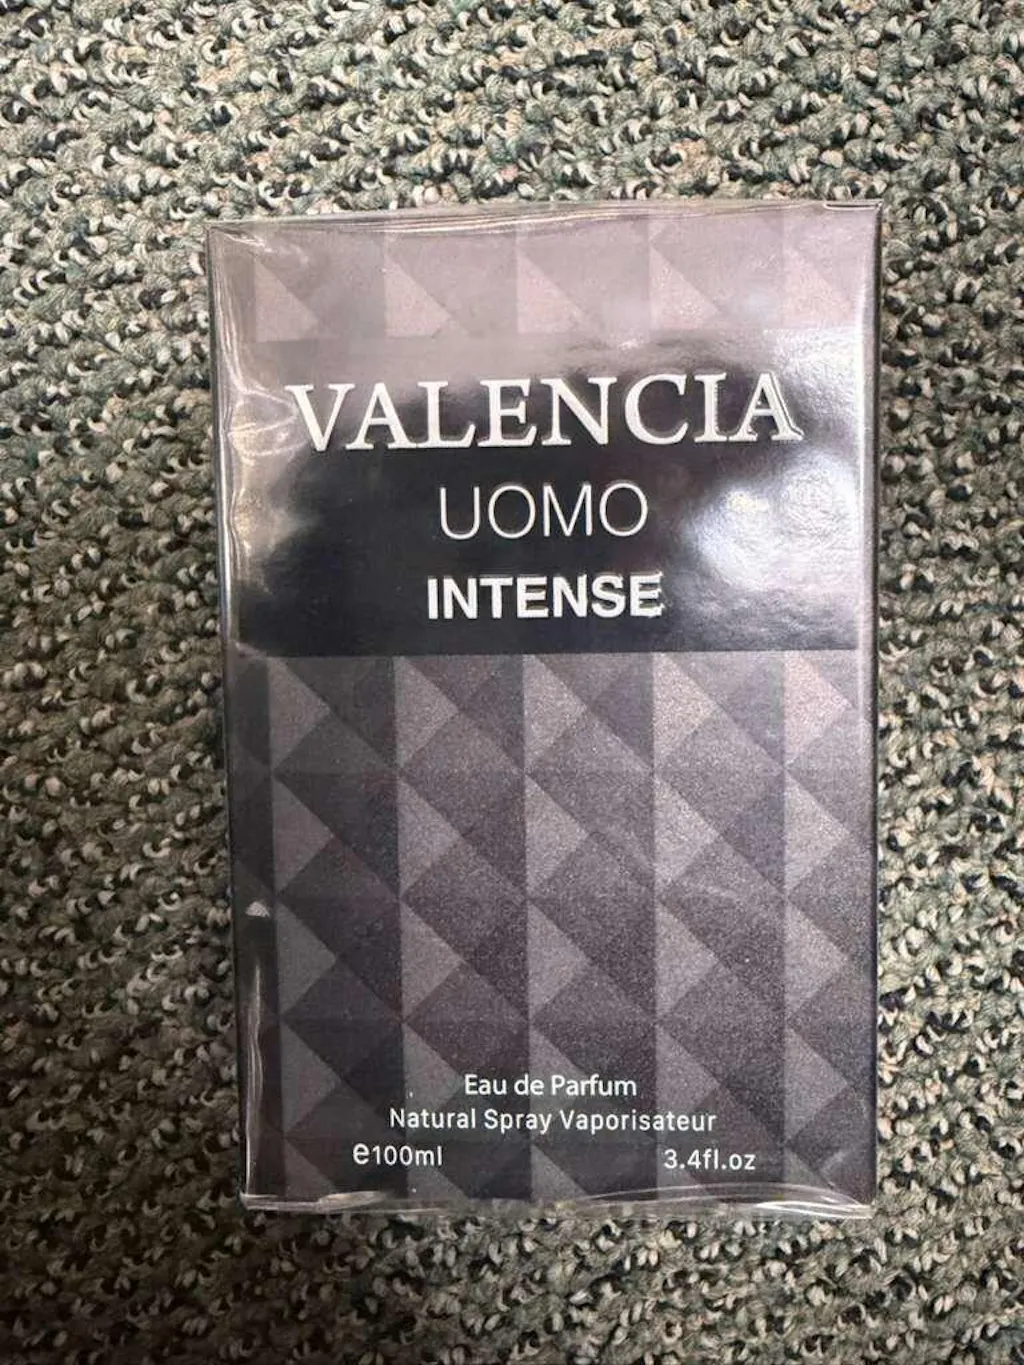 VALENCIA
UOMO
INTENSE
Eau de Parfum
Natural Spray Vaporisateur
e100ml 3.4fl.oz